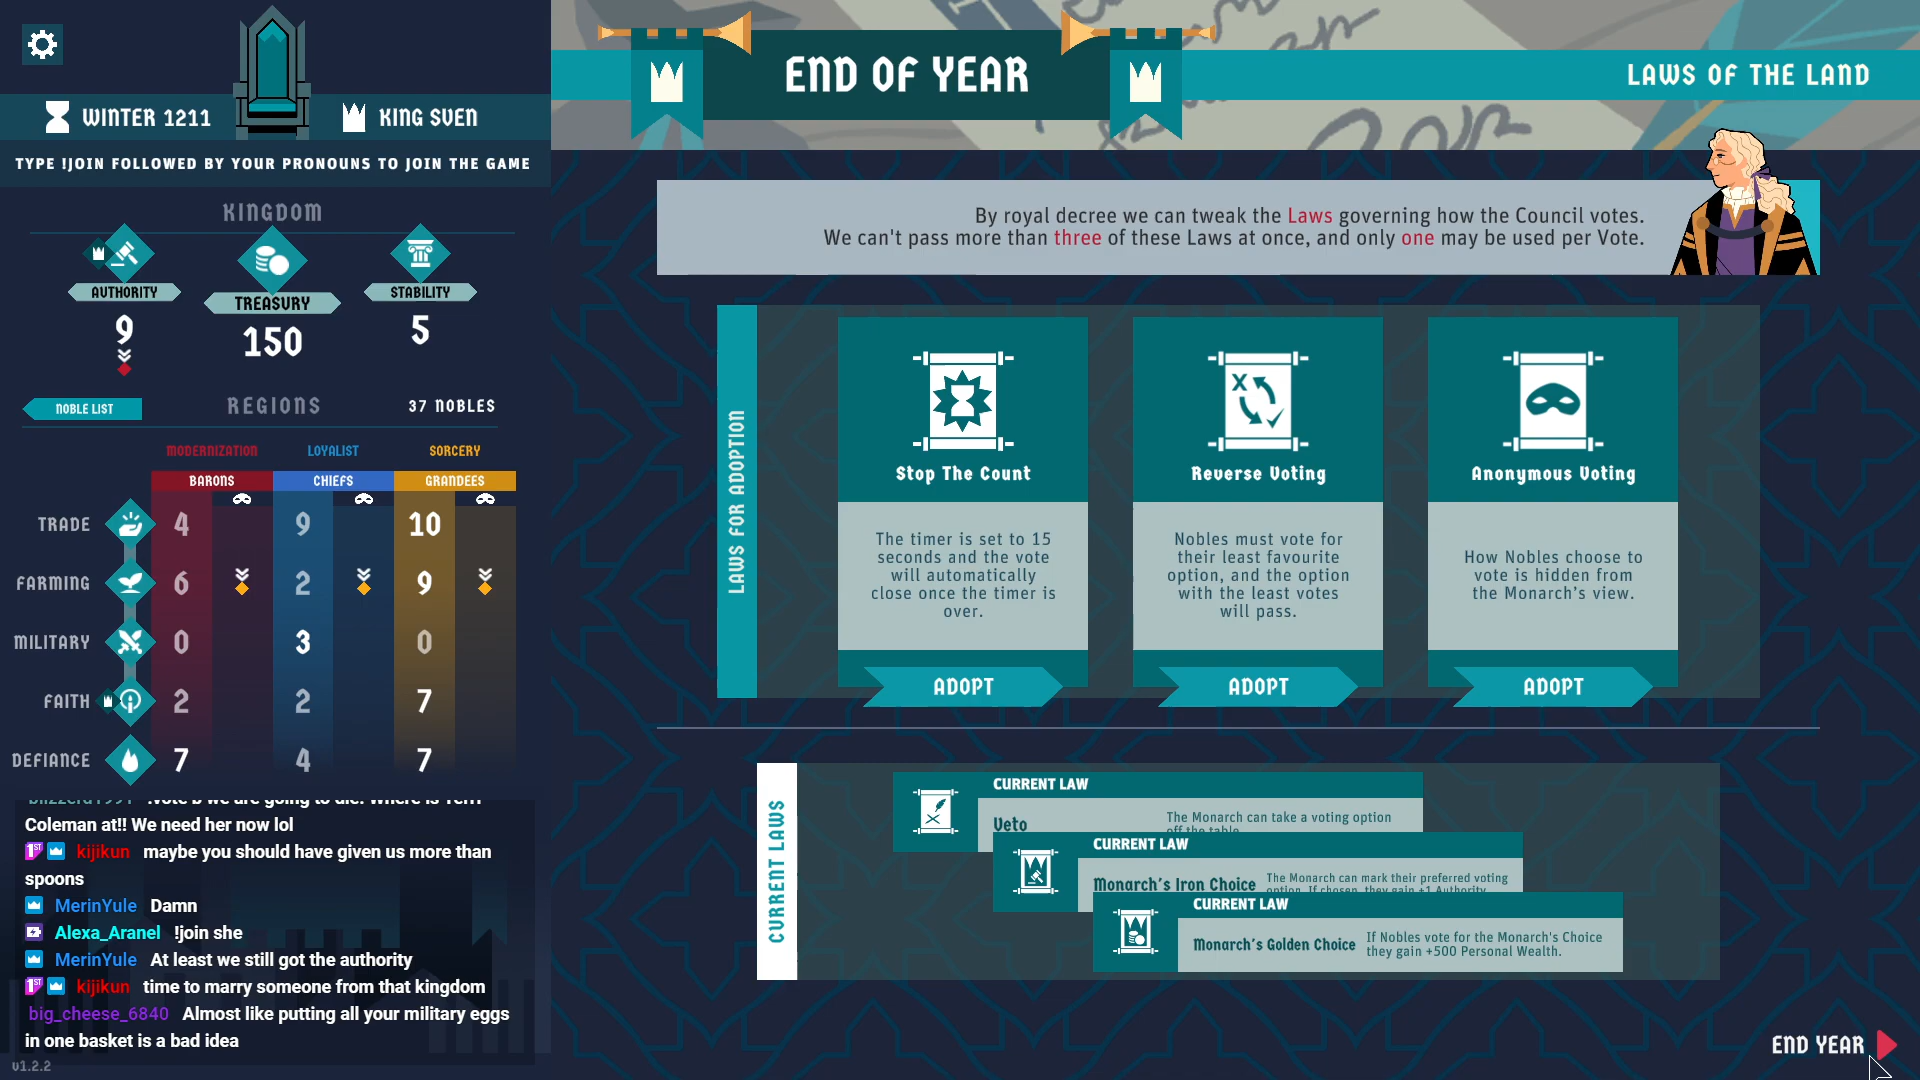 WINTER 1211
KING SVEN
TYPE !JOIN FOLLOWED BY YOUR PRONOUNS TO JOIN THE GAME
KINGDOM
AUTHORITY
TREASURY
STABILITY
9
150
5
NOBLE LIST
REGIONS
37 NOBLES
MODERNIZATION
LOYALIST
SORCERY
BARONS
CHIEFS
GRANDEES
TRADE 4 9 10
FARMING 6 2 9
MILITARY 0 3 0
FAITH 2 2 7
DEFIANCE 7 4 7
Coleman at!! We need her now lol
kijikun maybe you should have given us more than
spoons
MerinYule Damn
Alexa_Aranel !join she
MerinYule At least we still got the authority
kijikun time to marry someone from that kingdom
big_cheese_6840 Almost like putting all your military eggs
in one basket is a bad idea
v1.2.2
END OF YEAR
LAWS OF THE LAND
By royal decree we can tweak the Laws governing how the Council votes.
We can't pass more than three of these Laws at once, and only one may be used per Vote.
LAWS FOR ADOPTION
Stop The Count
The timer is set to 15
seconds and the vote
will automatically
close once the timer is
over.
ADOPT
Reverse Voting
Nobles must vote for
their least favourite
option, and the option
with the least votes
will pass.
ADOPT
Anonymous Voting
How Nobles choose to
vote is hidden from
the Monarch's view.
ADOPT
CURRENT LAWS
CURRENT LAW
Veto
The Monarch can take a voting option
off the table.
CURRENT LAW
Monarch's Iron Choice
The Monarch can mark their preferred voting
option. If chosen, they gain +1 Authority.
CURRENT LAW
Monarch's Golden Choice
If Nobles vote for the Monarch's Choice
they gain +500 Personal Wealth.
END YEAR